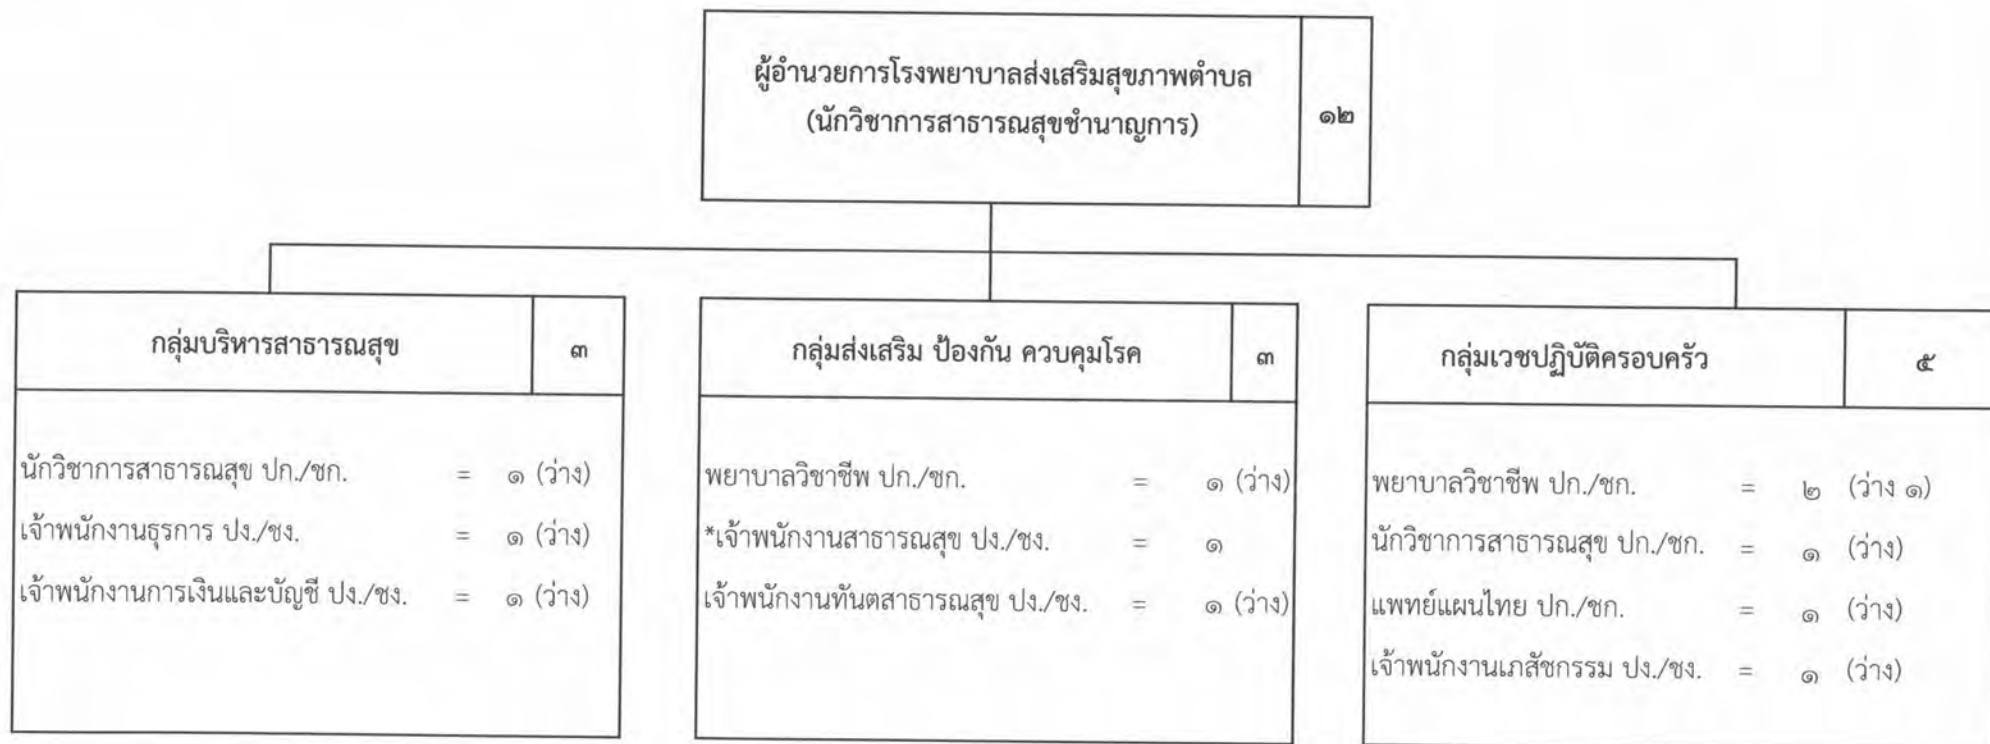 ผู้อำนวยการโรงพยาบาลส่งเสริมสุขภาพตำบล
(นักวิชาการสาธารณสุขชำนาญการ)
๑๒
กลุ่มบริหารสาธารณสุข ๓
นักวิชาการสาธารณสุข ปก./ชก. = ๑ (ว่าง)
เจ้าพนักงานธุรการ ปง./ชง. = ๑ (ว่าง)
เจ้าพนักงานการเงินและบัญชี ปง./ชง. = ๑ (ว่าง)
กลุ่มส่งเสริม ป้องกัน ควบคุมโรค ๓
พยาบาลวิชาชีพ ปก./ชก. = ๑ (ว่าง)
*เจ้าพนักงานสาธารณสุข ปง./ชง. = ๑
เจ้าพนักงานทันตสาธารณสุข ปง./ชง. = ๑ (ว่าง)
กลุ่มเวชปฏิบัติครอบครัว ๕
พยาบาลวิชาชีพ ปก./ชก. = ๒ (ว่าง ๑)
นักวิชาการสาธารณสุข ปก./ชก. = ๑ (ว่าง)
แพทย์แผนไทย ปก./ชก. = ๑ (ว่าง)
เจ้าพนักงานเภสัชกรรม ปง./ชง. = ๑ (ว่าง)